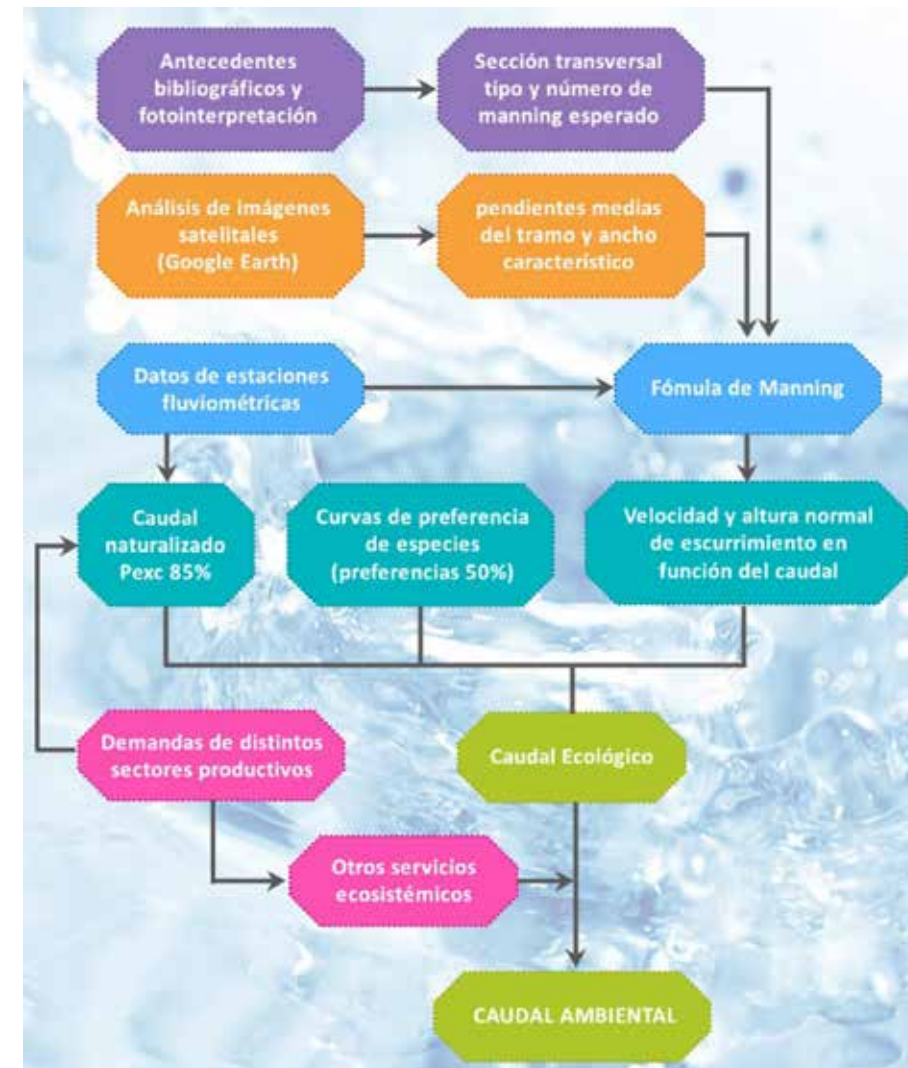 Antecedentes
bibliográficos y
fotointerpretación
Sección transversal
tipo y número de
manning esperado
Análisis de imágenes
satelitales
(Google Earth)
pendientes medias
del tramo y ancho
característico
Datos de estaciones
fluviométricas
Fómula de Manning
Caudal
naturalizado
Pexc 85%
Curvas de preferencia
de especies
(preferencias 50%)
Velocidad y altura normal
de escurrimiento en
función del caudal
Demandas de distintos
sectores productivos
Caudal Ecológico
Otros servicios
ecosistémicos
CAUDAL AMBIENTAL